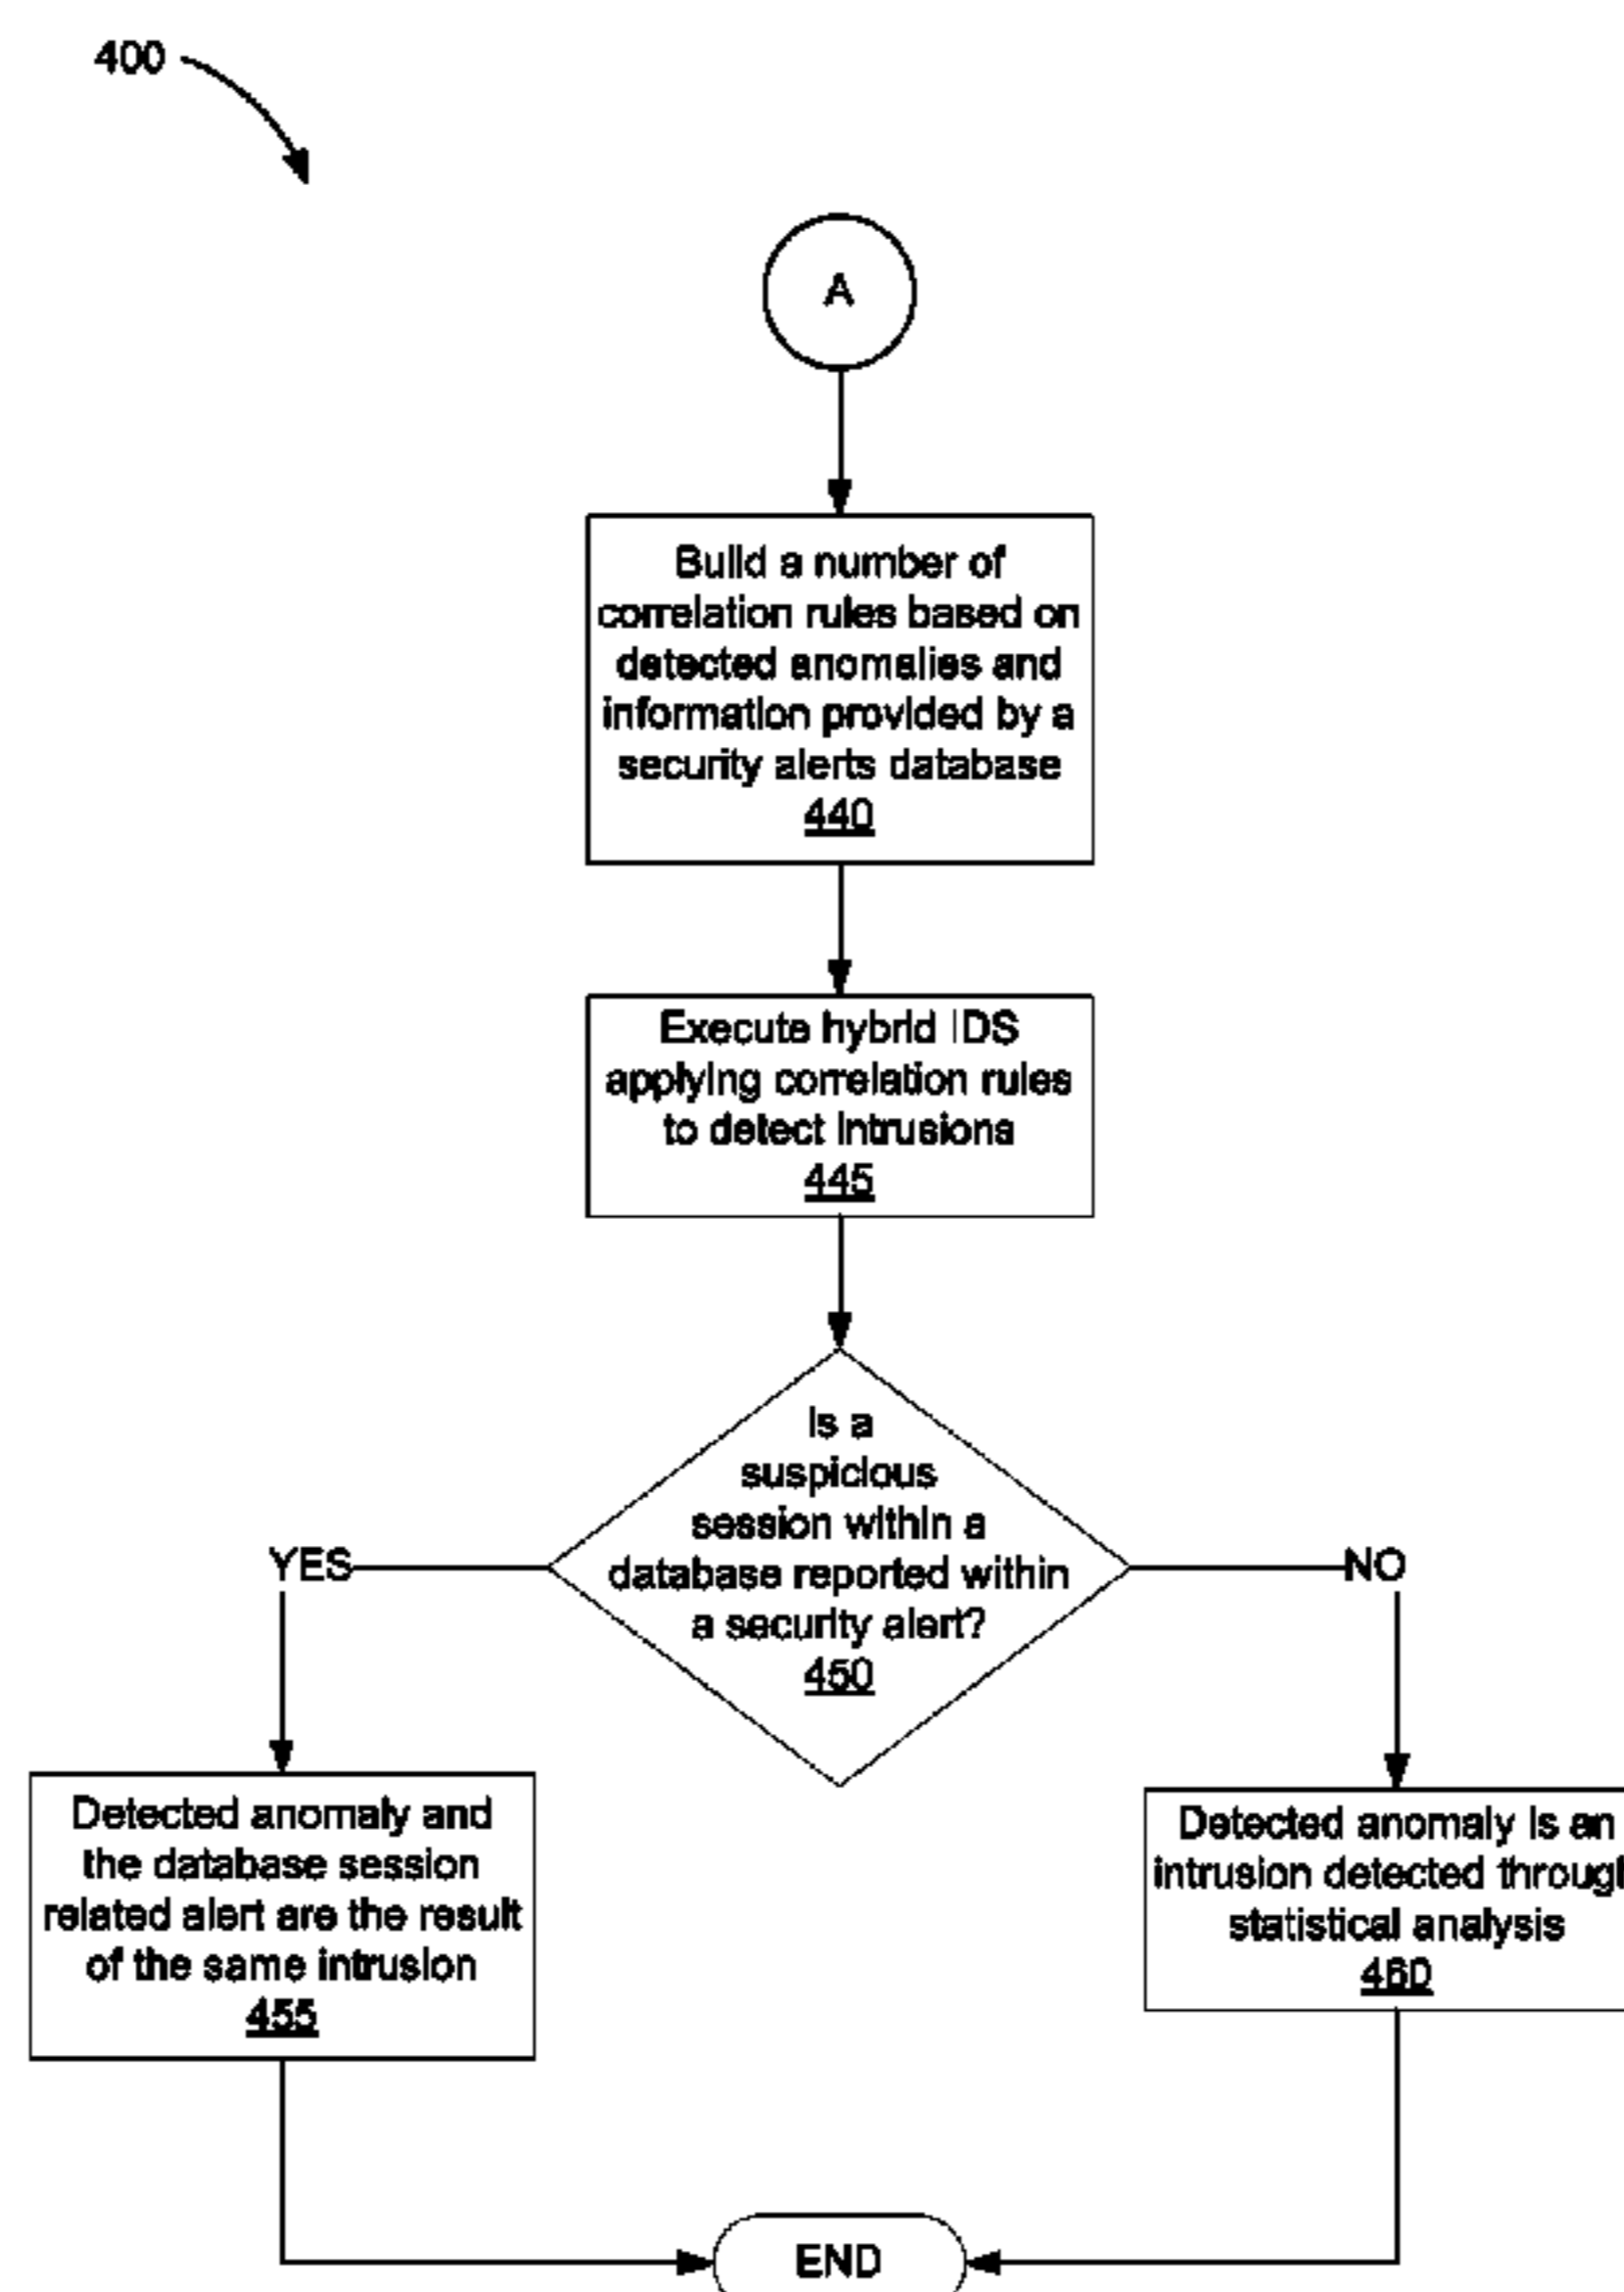 400
A
Build a number of
correlation rules based on
detected anomalies and
information provided by a
security alerts database
440
Execute hybrid IDS
applying correlation rules
to detect intrusions
445
Is a
suspicious
session within a
database reported within
a security alert?
450
YES
NO
Detected anomaly and
the database session
related alert are the result
of the same intrusion
455
Detected anomaly is an
intrusion detected through
statistical analysis
460
END